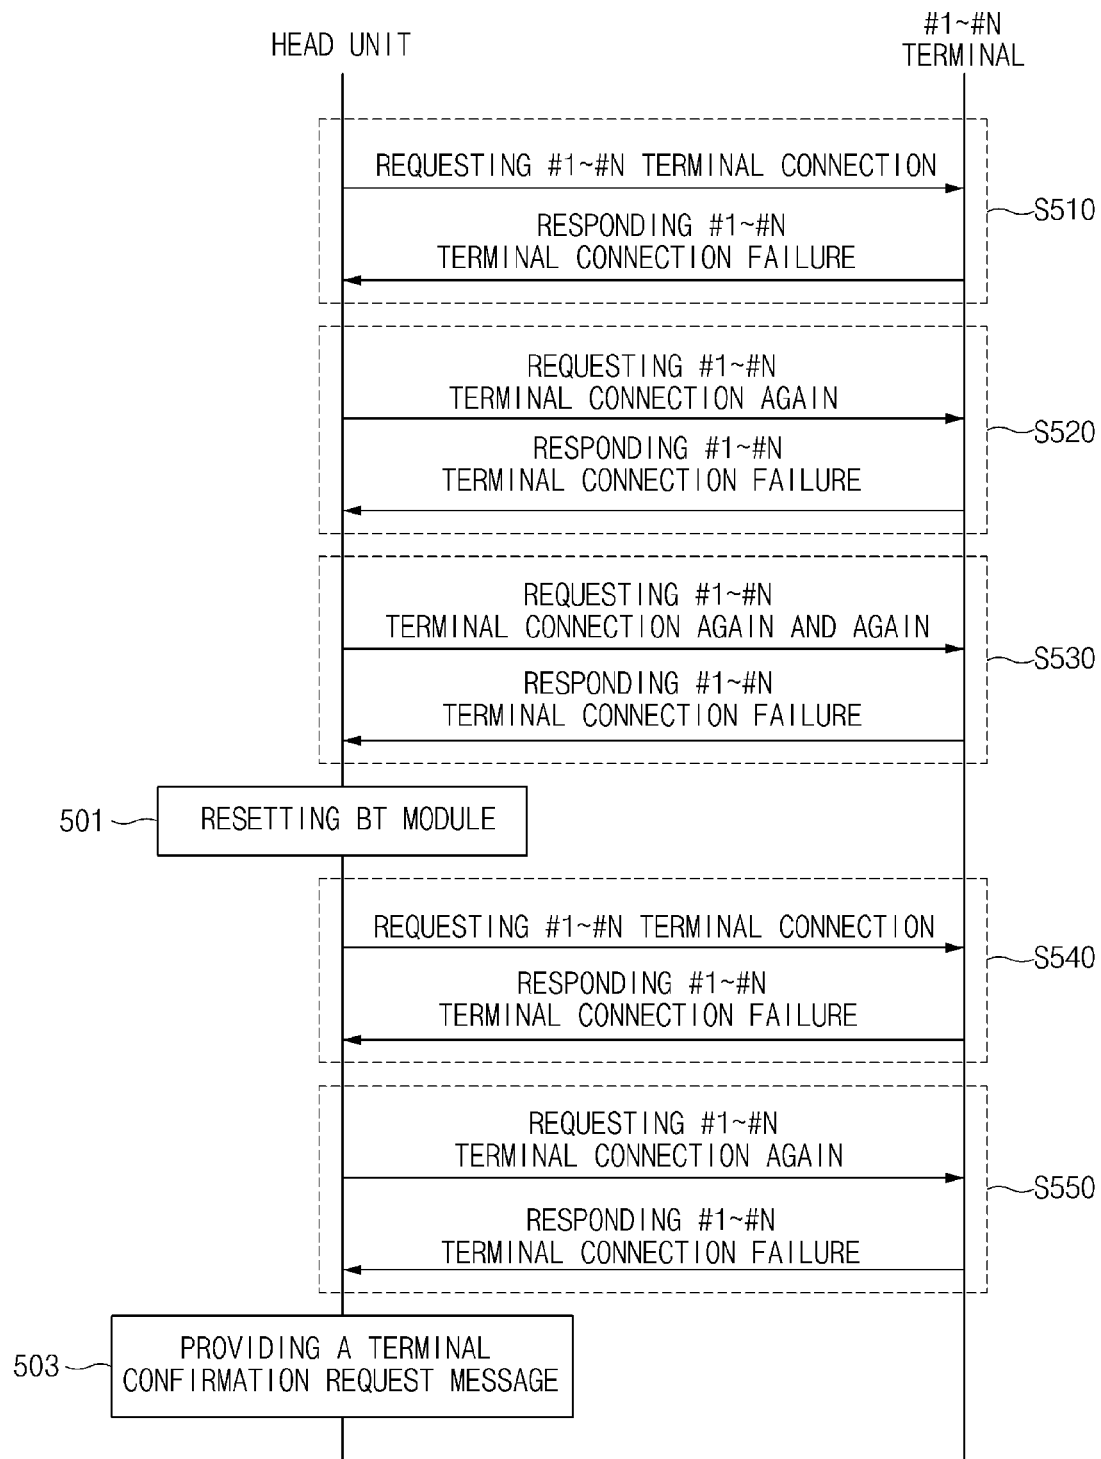 HEAD UNIT
#1~#N
TERMINAL
REQUESTING #1~#N TERMINAL CONNECTION
RESPONDING #1~#N
TERMINAL CONNECTION FAILURE
S510
REQUESTING #1~#N
TERMINAL CONNECTION AGAIN
RESPONDING #1~#N
TERMINAL CONNECTION FAILURE
S520
REQUESTING #1~#N
TERMINAL CONNECTION AGAIN AND AGAIN
RESPONDING #1~#N
TERMINAL CONNECTION FAILURE
S530
501
RESETTING BT MODULE
REQUESTING #1~#N TERMINAL CONNECTION
RESPONDING #1~#N
TERMINAL CONNECTION FAILURE
S540
REQUESTING #1~#N
TERMINAL CONNECTION AGAIN
RESPONDING #1~#N
TERMINAL CONNECTION FAILURE
S550
503
PROVIDING A TERMINAL
CONFIRMATION REQUEST MESSAGE